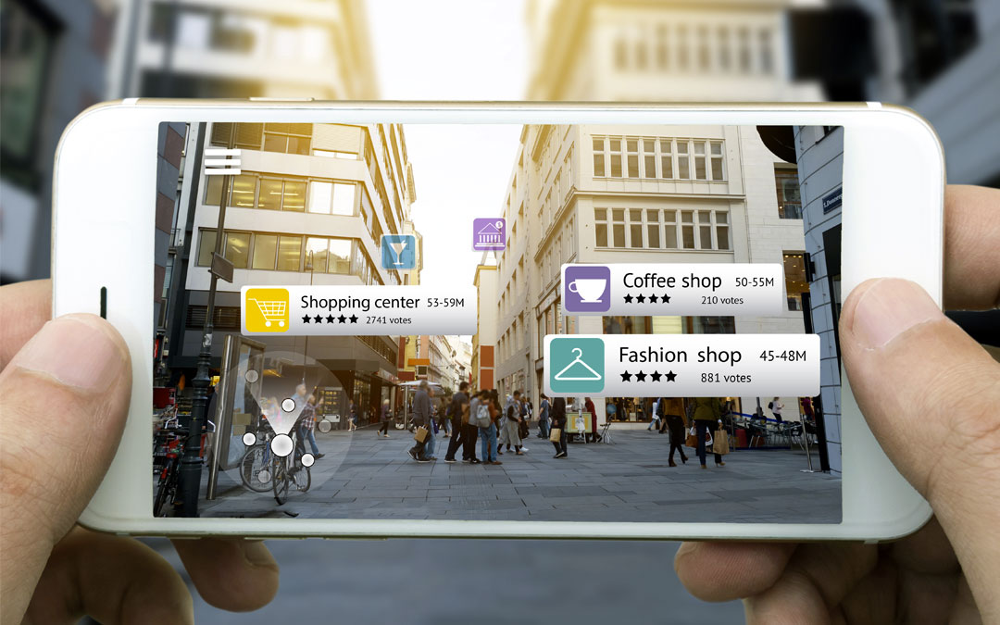 Shopping center 53-59M
★★★★★ 2741 votes
Coffee shop 50-55M
★★★★ 210 votes
Fashion shop 45-48M
★★★★ 881 votes